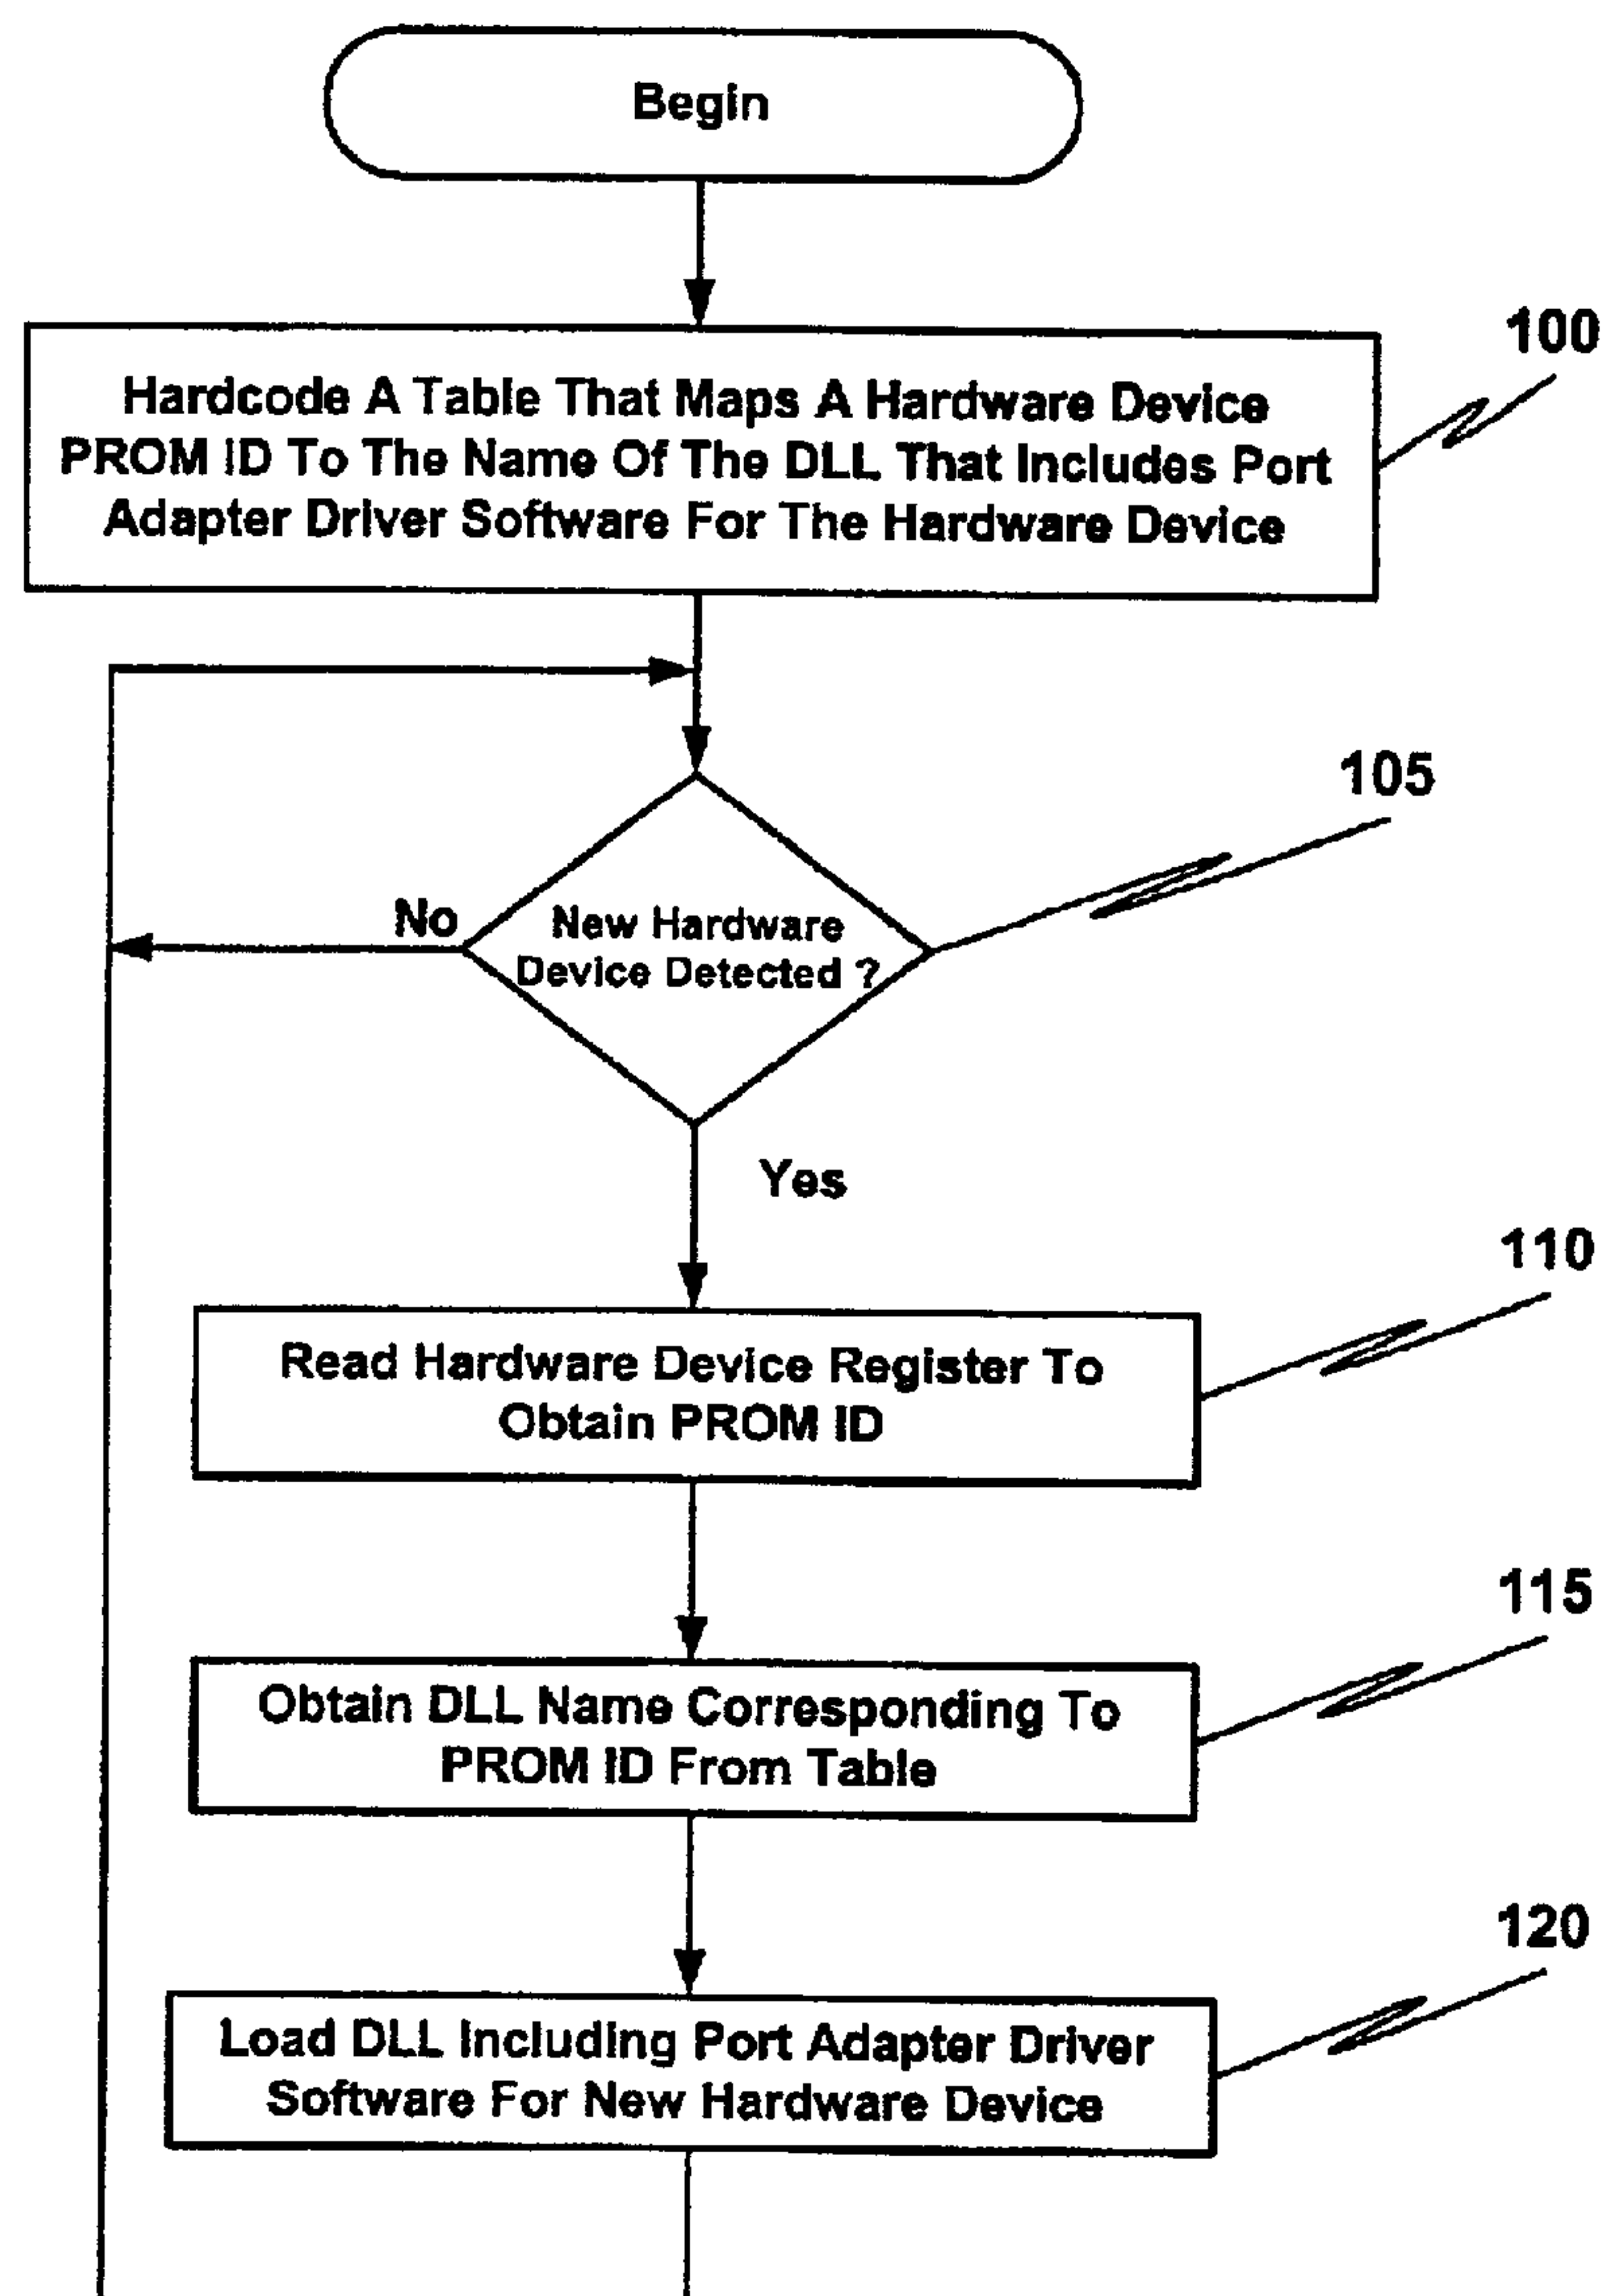 Begin
100
Hardcode A Table That Maps A Hardware Device
PROM ID To The Name Of The DLL That Includes Port
Adapter Driver Software For The Hardware Device
105
No
New Hardware
Device Detected ?
Yes
110
Read Hardware Device Register To
Obtain PROM ID
115
Obtain DLL Name Corresponding To
PROM ID From Table
120
Load DLL Including Port Adapter Driver
Software For New Hardware Device